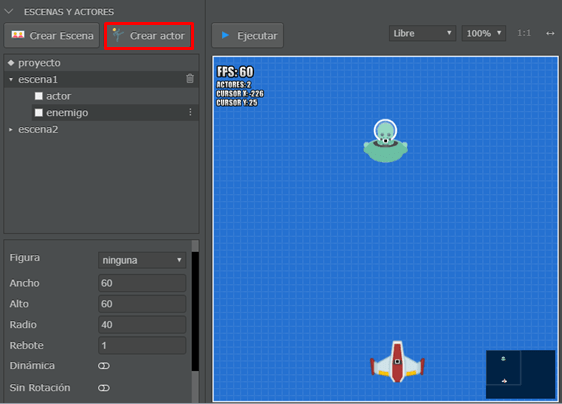 ESCENAS Y ACTORES
Crear Escena
Crear actor
Ejecutar
Libre
100%
1:1
proyecto
escena1
actor
enemigo
escena2
FPS: 60
ACTORES: 2
CURSOR X:-226
CURSOR Y:25
Figura
ninguna
Ancho
60
Alto
60
Radio
40
Rebote
1
Dinámica
Sin Rotación